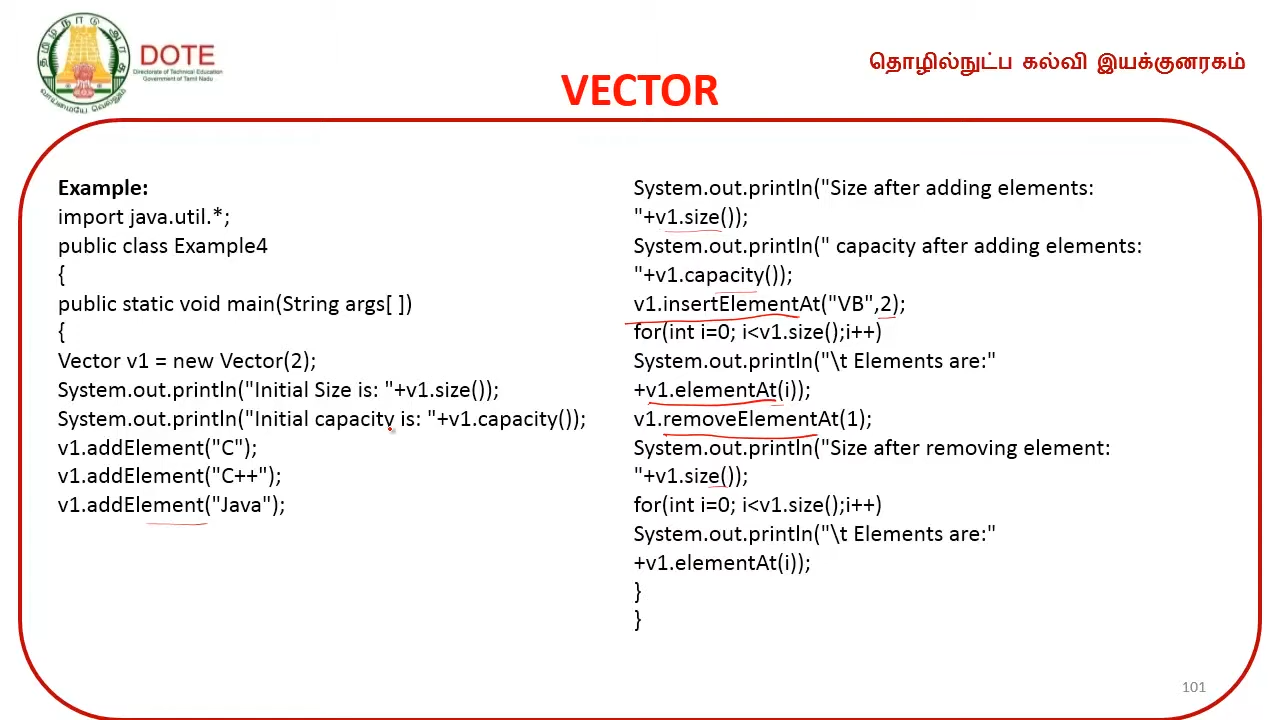 தமிழ்நாடு அரசு
வாய்மையே வெல்லும்
DOTE
Directorate of Technical Education
Government of Tamil Nadu
தொழில்நுட்ப கல்வி இயக்குனரகம்
VECTOR
Example:
import java.util.*;
public class Example4
{
public static void main(String args[ ])
{
Vector v1 = new Vector(2);
System.out.println("Initial Size is: "+v1.size());
System.out.println("Initial capacity is: "+v1.capacity());
v1.addElement("C");
v1.addElement("C++");
v1.addElement("Java");
System.out.println("Size after adding elements:
"+v1.size());
System.out.println(" capacity after adding elements:
"+v1.capacity());
v1.insertElementAt("VB",2);
for(int i=0; i<v1.size();i++)
System.out.println("\t Elements are:"
+v1.elementAt(i));
v1.removeElementAt(1);
System.out.println("Size after removing element:
"+v1.size());
for(int i=0; i<v1.size();i++)
System.out.println("\t Elements are:"
+v1.elementAt(i));
}
}
101